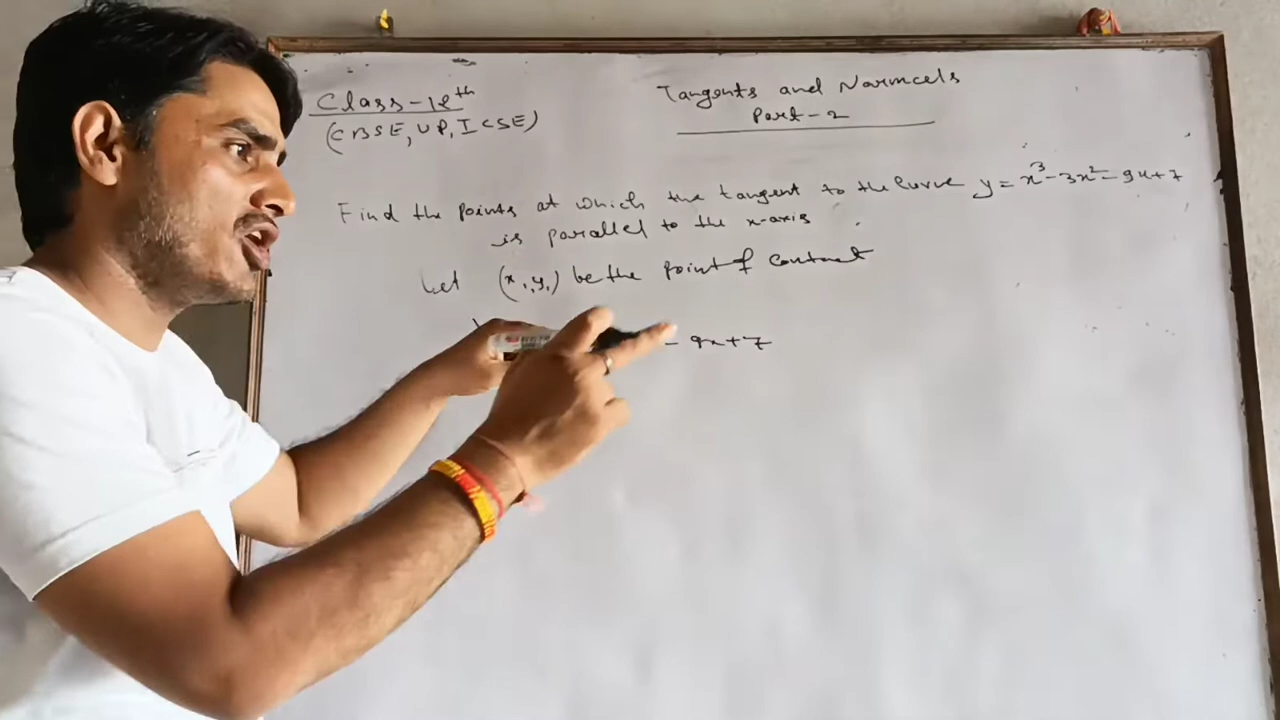 Class-12th
(CBSE, UP, ICSE)
Tangents and Normals
Part-2
Find the points at which the tangent to the curve y = x³ - 3x² - 9x + 7
is parallel to the x-axis
Let (x₁, y₁) be the point of contact
- 9x + 7